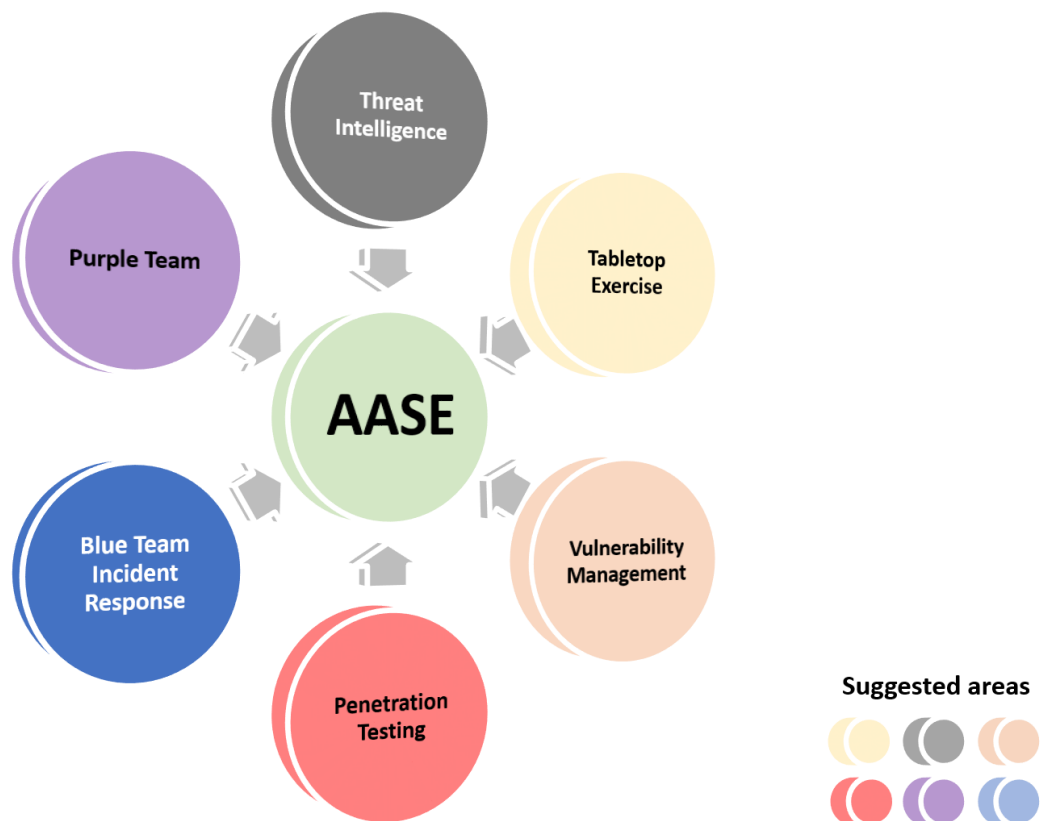 Threat
Intelligence
Purple Team
Tabletop
Exercise
AASE
Blue Team
Incident
Response
Vulnerability
Management
Penetration
Testing
Suggested areas